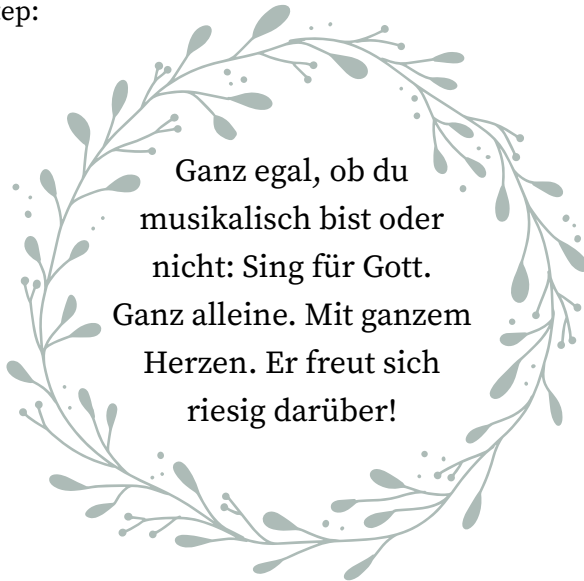 ep:
Ganz egal, ob du
musikalisch bist oder
nicht: Sing für Gott.
Ganz alleine. Mit ganzem
Herzen. Er freut sich
riesig darüber!